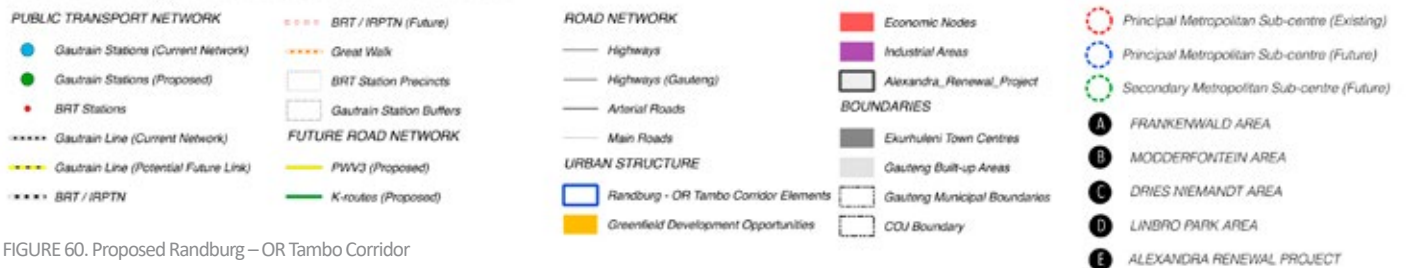 PUBLIC TRANSPORT NETWORK
Gautrain Stations (Current Network)
Gautrain Stations (Proposed)
BRT Stations
Gautrain Line (Current Network)
Gautrain Line (Potential Future Link)
BRT / IRPTN
BRT / IRPTN (Future)
Great Walk
BRT Station Precincts
Gautrain Station Buffers
FUTURE ROAD NETWORK
PWV3 (Proposed)
K-routes (Proposed)
ROAD NETWORK
Highways
Highways (Gauteng)
Arterial Roads
Main Roads
URBAN STRUCTURE
Randburg - OR Tambo Corridor Elements
Greenfield Development Opportunities
Economic Nodes
Industrial Areas
Alexandra_Renewal_Project
BOUNDARIES
Ekurhuleni Town Centres
Gauteng Built-up Areas
Gauteng Municipal Boundaries
COJ Boundary
Principal Metropolitan Sub-centre (Existing)
Principal Metropolitan Sub-centre (Future)
Secondary Metropolitan Sub-centre (Future)
A FRANKENWALD AREA
B MODDERFONTEIN AREA
C DRIES NIEMANDT AREA
D LINBRO PARK AREA
E ALEXANDRA RENEWAL PROJECT
FIGURE 60. Proposed Randburg – OR Tambo Corridor